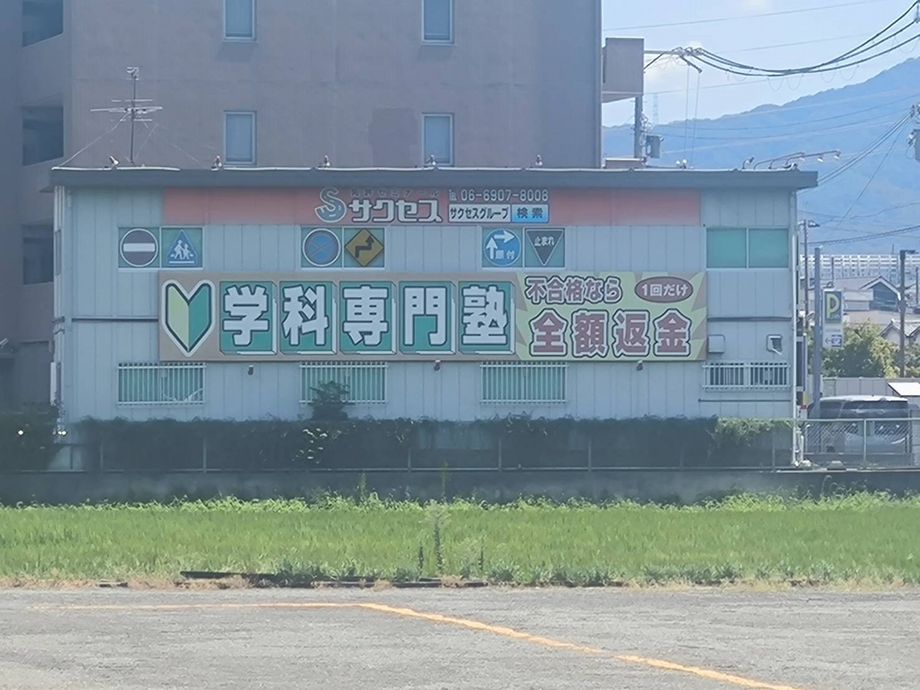 サクセス
06-6907-8008
サクセスグループ 検索
原付
止まれ
学科専門塾
不合格なら
1回だけ
全額返金
P